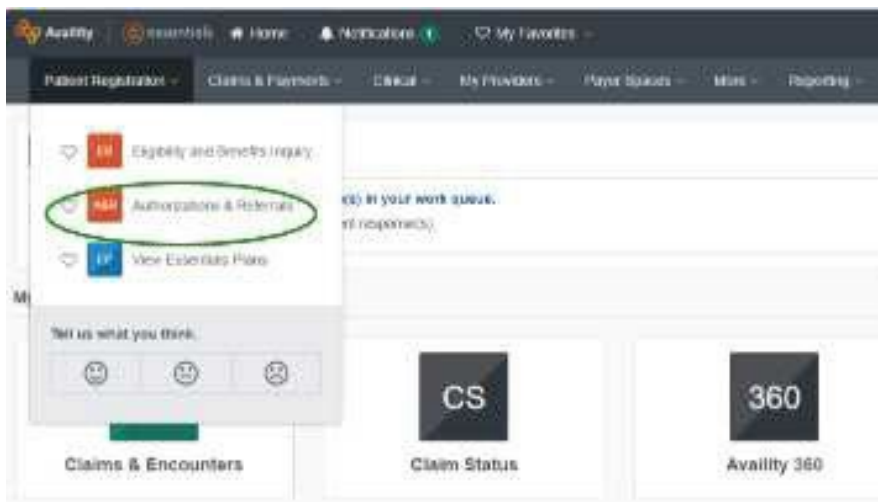 Availity essentials Home Notifications My Favorites
Patient Registration Claims & Payments Clinical My Providers Payer Spaces More Reporting
Eligibility and Benefits Inquiry
(s) in your work queue.
A&R Authorizations & Referrals
nt response(s).
EP View Essentials Plans
M
Tell us what you think.
CS
360
Claims & Encounters
Claim Status
Availity 360